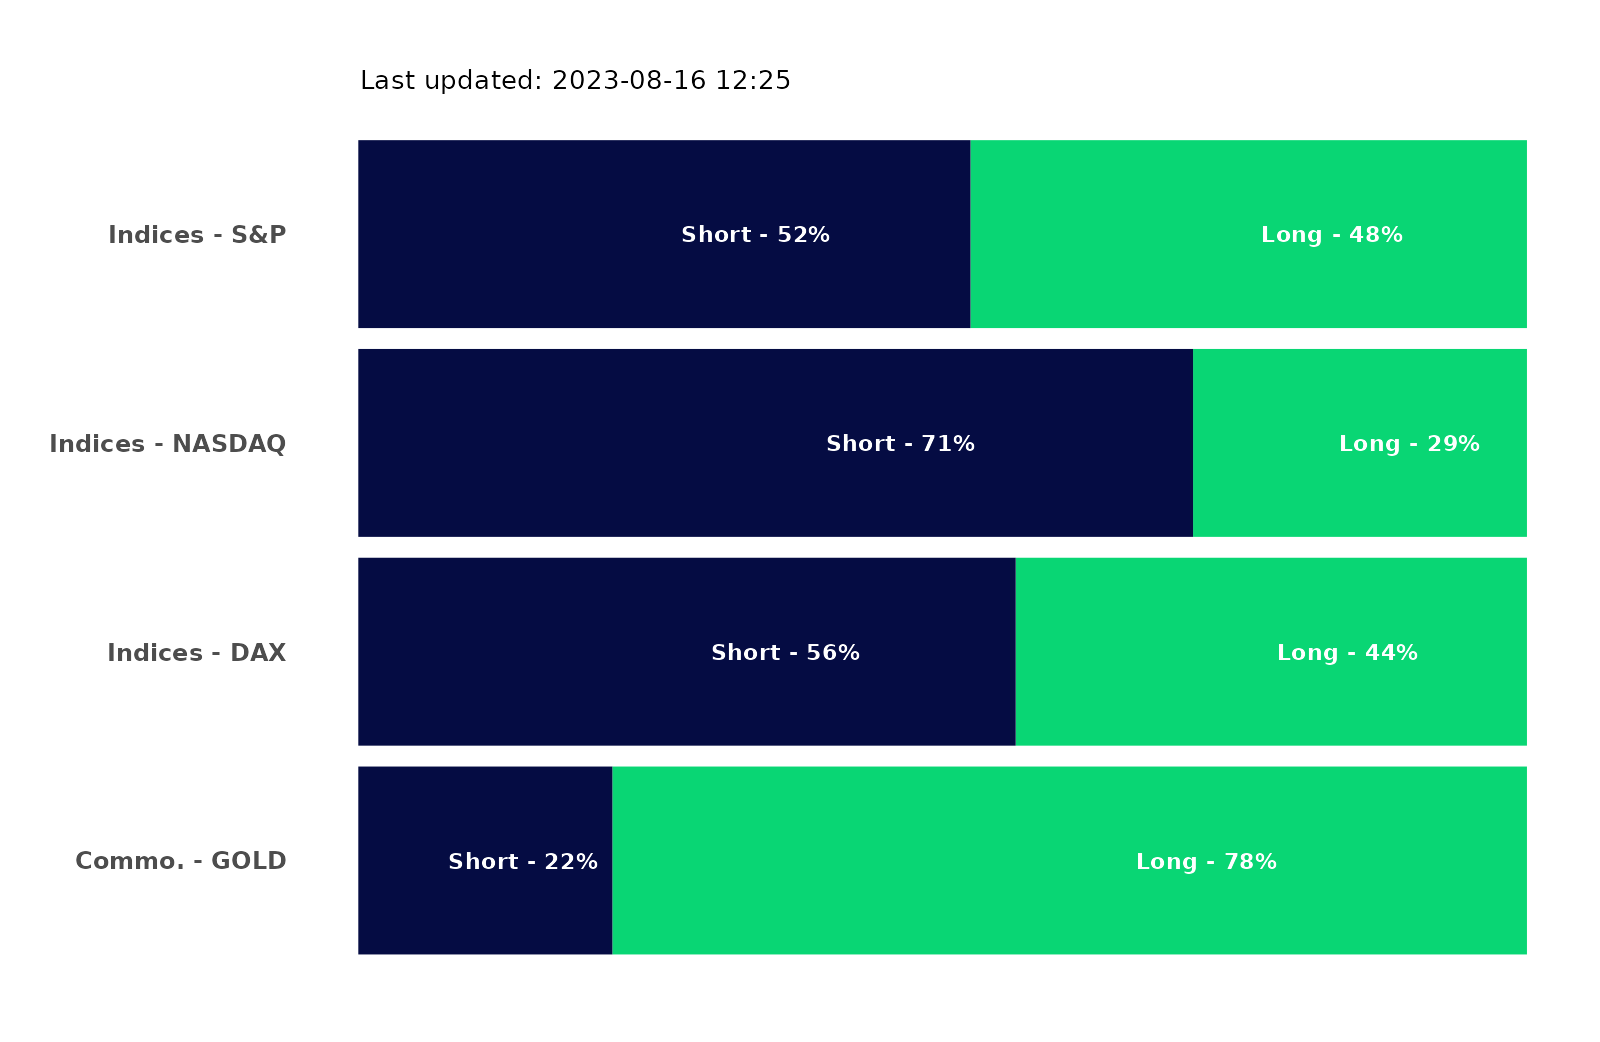 Last updated: 2023-08-16 12:25
Indices - S&P
Short - 52%
Long - 48%
Indices - NASDAQ
Short - 71%
Long - 29%
Indices - DAX
Short - 56%
Long - 44%
Commo. - GOLD
Short - 22%
Long - 78%